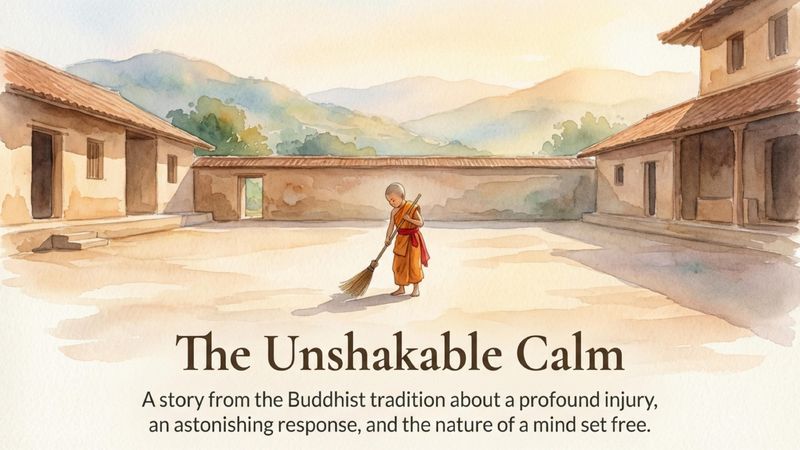 The Unshakable Calm
A story from the Buddhist tradition about a profound injury,
an astonishing response, and the nature of a mind set free.